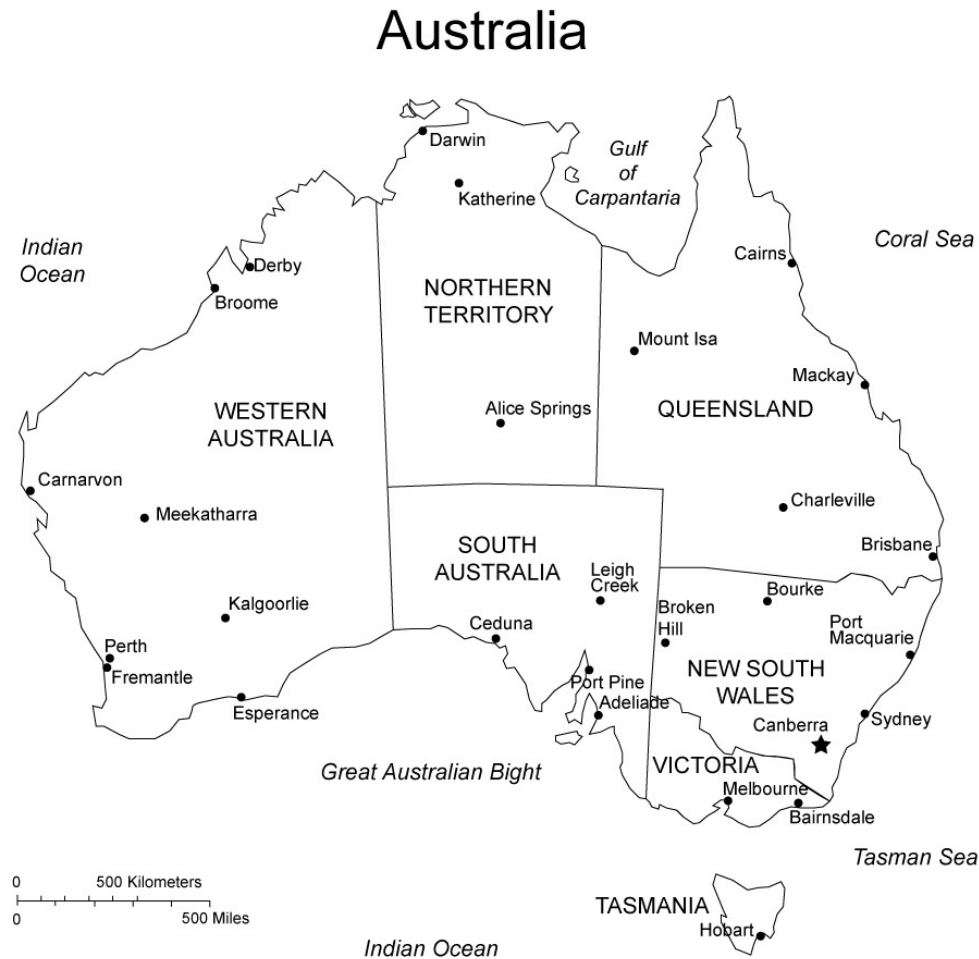 Australia
Darwin
Katherine
Gulf
of
Carpantaria
Indian
Ocean
Coral Sea
Derby
Broome
Cairns
NORTHERN
TERRITORY
Mount Isa
Mackay
WESTERN
AUSTRALIA
Alice Springs
QUEENSLAND
Carnarvon
Meekatharra
Charleville
SOUTH
AUSTRALIA
Brisbane
Leigh
Creek
Kalgoorlie
Ceduna
Broken
Hill
Bourke
Port
Macquarie
Perth
Fremantle
NEW SOUTH
WALES
Port Pine
Adeliade
Esperance
Canberra
Sydney
Great Australian Bight
VICTORIA
Melbourne
Bairnsdale
Tasman Sea
0 500 Kilometers
0 500 Miles
TASMANIA
Hobart
Indian Ocean